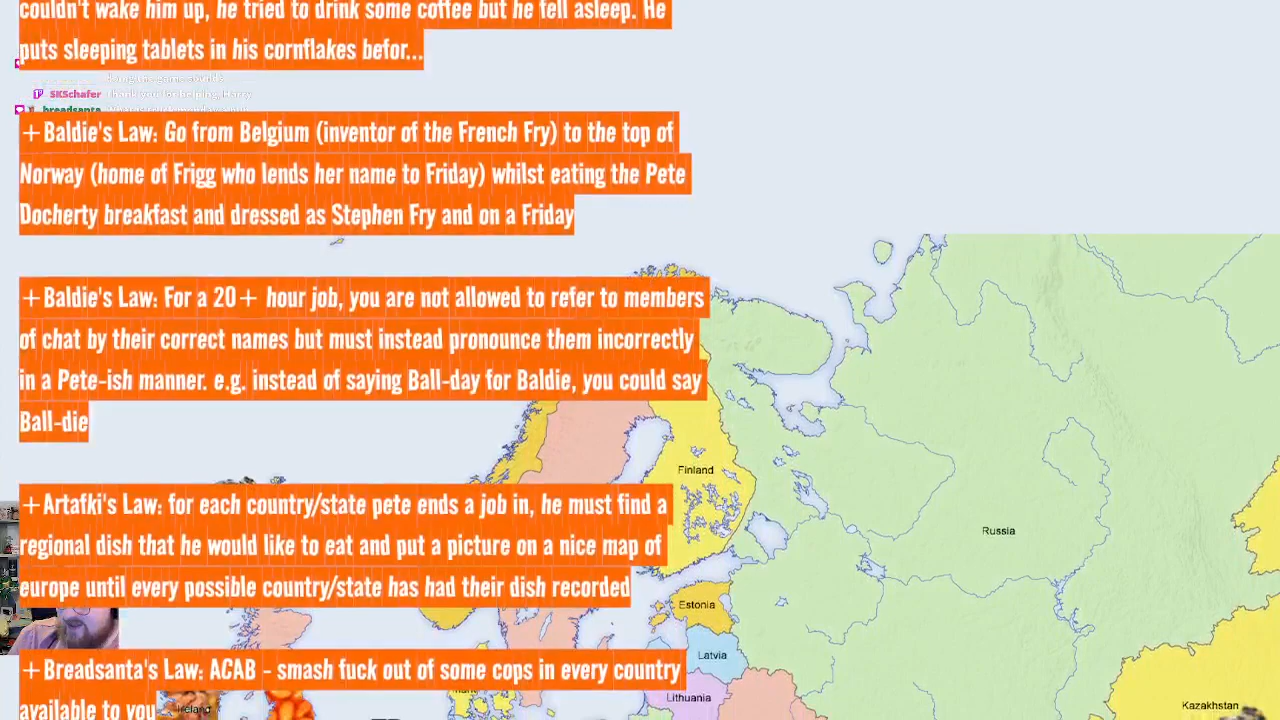 couldn't wake him up, he tried to drink some coffee but he fell asleep. He
puts sleeping tablets in his cornflakes befor...
SKSchafer thank you for helping, Harry
breadsanta
+Baldie's Law: Go from Belgium (inventor of the French Fry) to the top of
Norway (home of Frigg who lends her name to Friday) whilst eating the Pete
Docherty breakfast and dressed as Stephen Fry and on a Friday
+Baldie's Law: For a 20+ hour job, you are not allowed to refer to members
of chat by their correct names but must instead pronounce them incorrectly
in a Pete-ish manner. e.g. instead of saying Ball-day for Baldie, you could say
Ball-die
Finland
Russia
+Artafki's Law: for each country/state pete ends a job in, he must find a
regional dish that he would like to eat and put a picture on a nice map of
europe until every possible country/state has had their dish recorded
Estonia
Latvia
+Breadsanta's Law: ACAB - smash fuck out of some cops in every country
available to you
Lithuania
Ireland
Kazakhstan